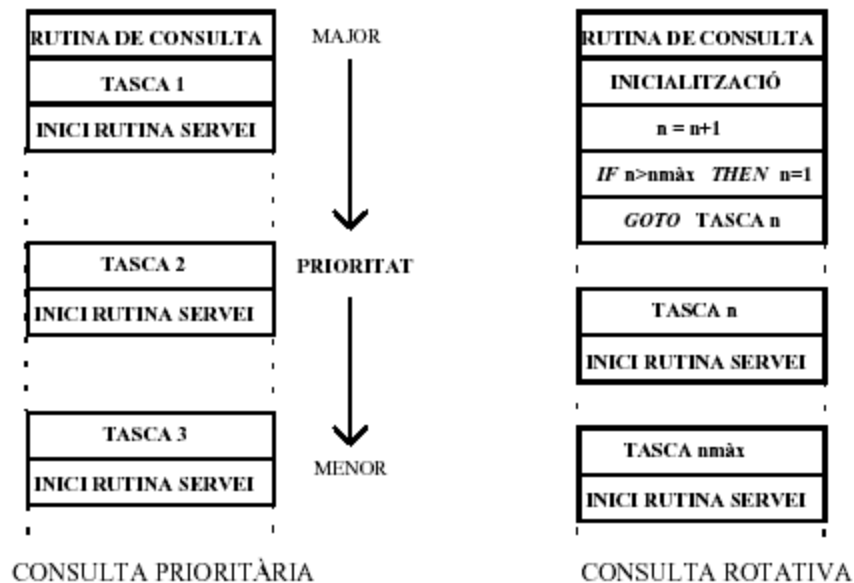 RUTINA DE CONSULTA
TASCA 1
INICI RUTINA SERVEI
TASCA 2
INICI RUTINA SERVEI
TASCA 3
INICI RUTINA SERVEI
CONSULTA PRIORITÀRIA
MAJOR
PRIORITAT
MENOR
RUTINA DE CONSULTA
INICIALITZACIÓ
n = n+1
IF n>nmàx THEN n=1
GOTO TASCA n
TASCA n
INICI RUTINA SERVEI
TASCA nmàx
INICI RUTINA SERVEI
CONSULTA ROTATIVA